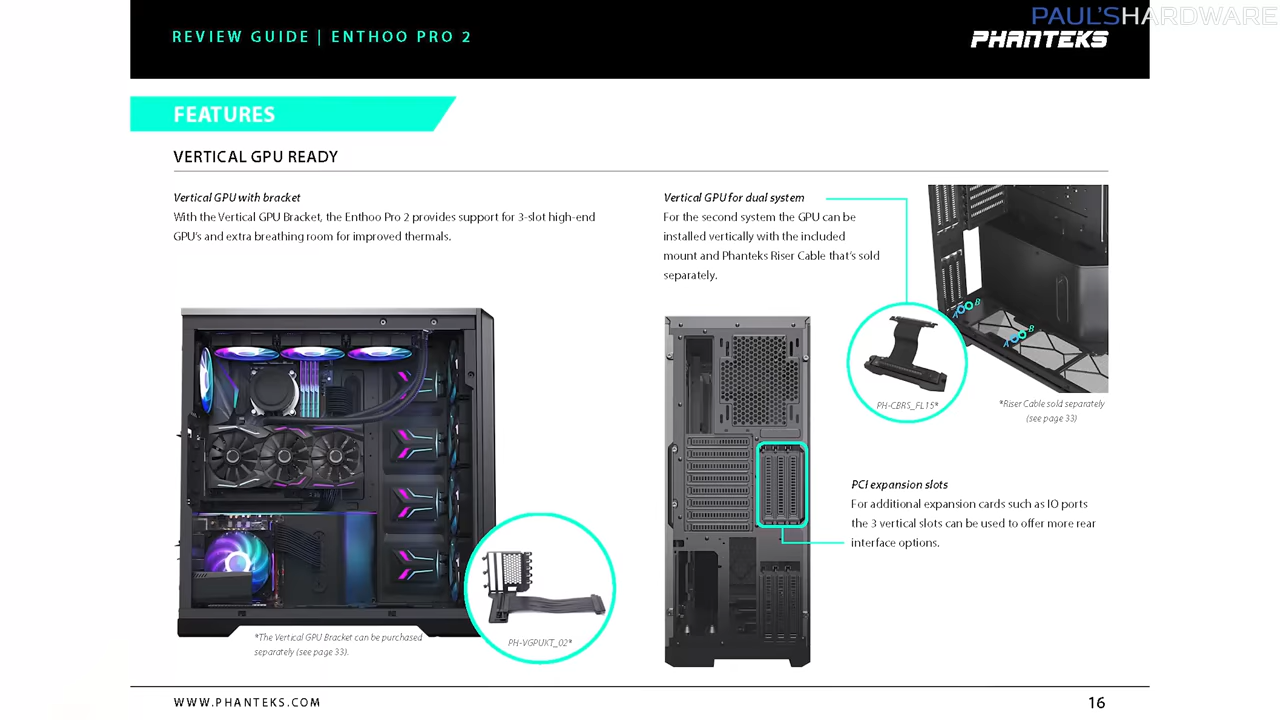 PAUL'SHARDWARE
REVIEW GUIDE | ENTHOO PRO 2
PHANTEKS
FEATURES
VERTICAL GPU READY
Vertical GPU with bracket
With the Vertical GPU Bracket, the Enthoo Pro 2 provides support for 3-slot high-end
GPU's and extra breathing room for improved thermals.
*The Vertical GPU Bracket can be purchased
separately (see page 33).
PH-VGPUKT_02*
Vertical GPU for dual system
For the second system the GPU can be
installed vertically with the included
mount and Phanteks Riser Cable that's sold
separately.
A B
A B
PH-CBRS_FL15*
*Riser Cable sold separately
(see page 33)
PCI expansion slots
For additional expansion cards such as IO ports
the 3 vertical slots can be used to offer more rear
interface options.
WWW.PHANTEKS.COM
16